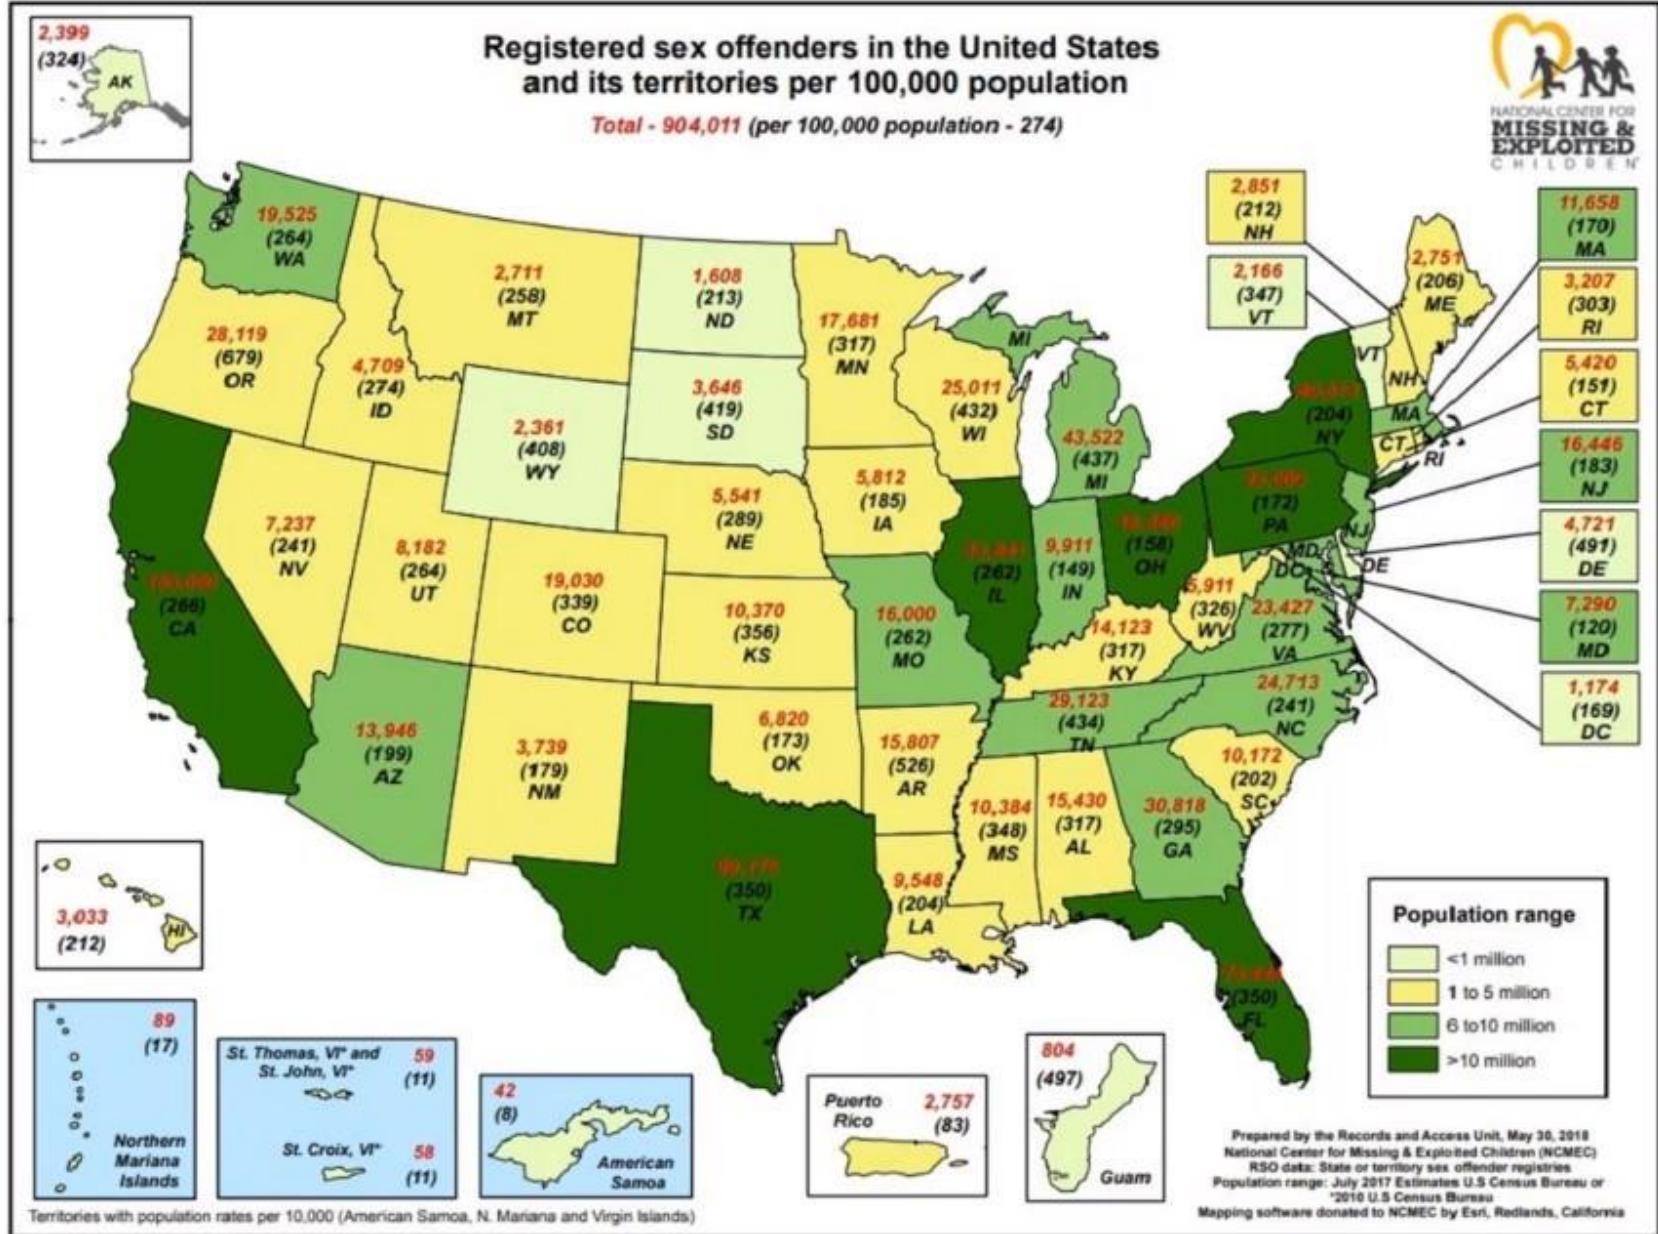 Registered sex offenders in the United States
and its territories per 100,000 population
Total - 904,011 (per 100,000 population - 274)
NATIONAL CENTER FOR
MISSING &
EXPLOITED
CHILDREN
2,399
(324)
AK
19,525
(264)
WA
28,119
(679)
OR
4,709
(274)
ID
2,711
(258)
MT
1,608
(213)
ND
3,646
(419)
SD
2,361
(408)
WY
17,681
(317)
MN
25,011
(432)
WI
MI
43,522
(437)
MI
(266)
CA
7,237
(241)
NV
8,182
(264)
UT
19,030
(339)
CO
5,541
(289)
NE
10,370
(356)
KS
5,812
(185)
IA
16,000
(262)
MO
(262)
IL
9,911
(149)
IN
(158)
OH
(172)
PA
(204)
NY
5,911
(326)
WV
23,427
(277)
VA
14,123
(317)
KY
29,123
(434)
TN
24,713
(241)
NC
10,172
(202)
SC
13,946
(199)
AZ
3,739
(179)
NM
6,820
(173)
OK
15,807
(526)
AR
(350)
TX
9,548
(204)
LA
10,384
(348)
MS
15,430
(317)
AL
30,818
(295)
GA
(350)
FL
2,851
(212)
NH
2,166
(347)
VT
2,751
(206)
ME
VT
NH
MA
CT
RI
NJ
DE
MD
DC
11,658
(170)
MA
3,207
(303)
RI
5,420
(151)
CT
16,446
(183)
NJ
4,721
(491)
DE
7,290
(120)
MD
1,174
(169)
DC
3,033
(212)
HI
89
(17)
Northern
Mariana
Islands
St. Thomas, VI* and
St. John, VI*
59
(11)
St. Croix, VI*
58
(11)
42
(8)
American
Samoa
Puerto
Rico
2,757
(83)
804
(497)
Guam
Population range
<1 million
1 to 5 million
6 to10 million
>10 million
Prepared by the Records and Access Unit, May 30, 2018
National Center for Missing & Exploited Children (NCMEC)
RSO data: State or territory sex offender registries
Population range: July 2017 Estimates U.S Census Bureau or
*2010 U.S Census Bureau
Mapping software donated to NCMEC by Esri, Redlands, California
Territories with population rates per 10,000 (American Samoa, N. Mariana and Virgin Islands)